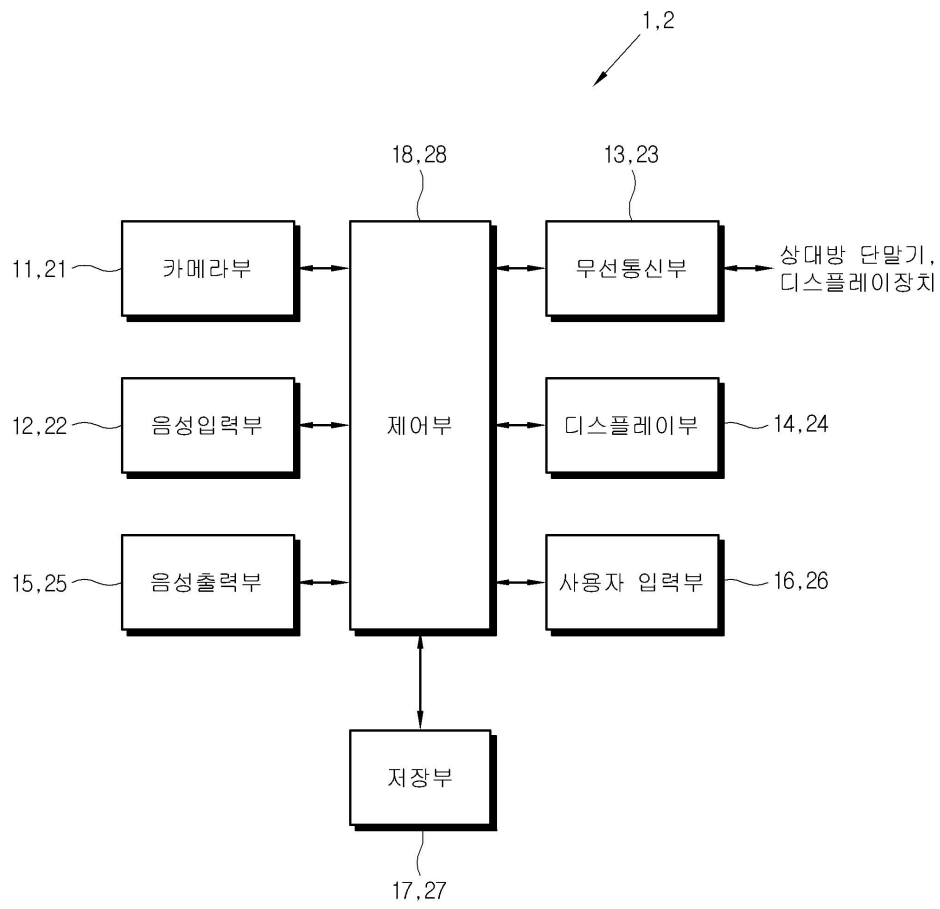 1,2
18,28
13,23
11,21
카메라부
무선통신부
상대방 단말기,
디스플레이장치
12,22
음성입력부
제어부
디스플레이부
14,24
15,25
음성출력부
사용자 입력부
16,26
저장부
17,27